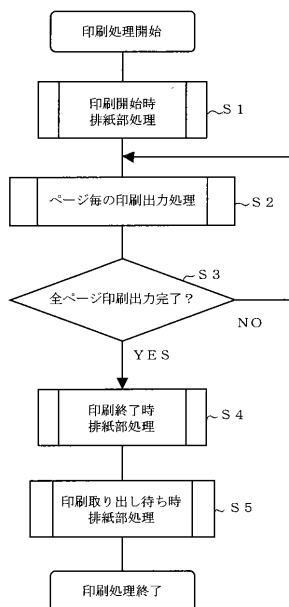 印刷処理開始
印刷開始時
排紙部処理
S1
ページ毎の印刷出力処理
S2
S3
全ページ印刷出力完了？
NO
YES
印刷終了時
排紙部処理
S4
印刷取り出し待ち時
排紙部処理
S5
印刷処理終了